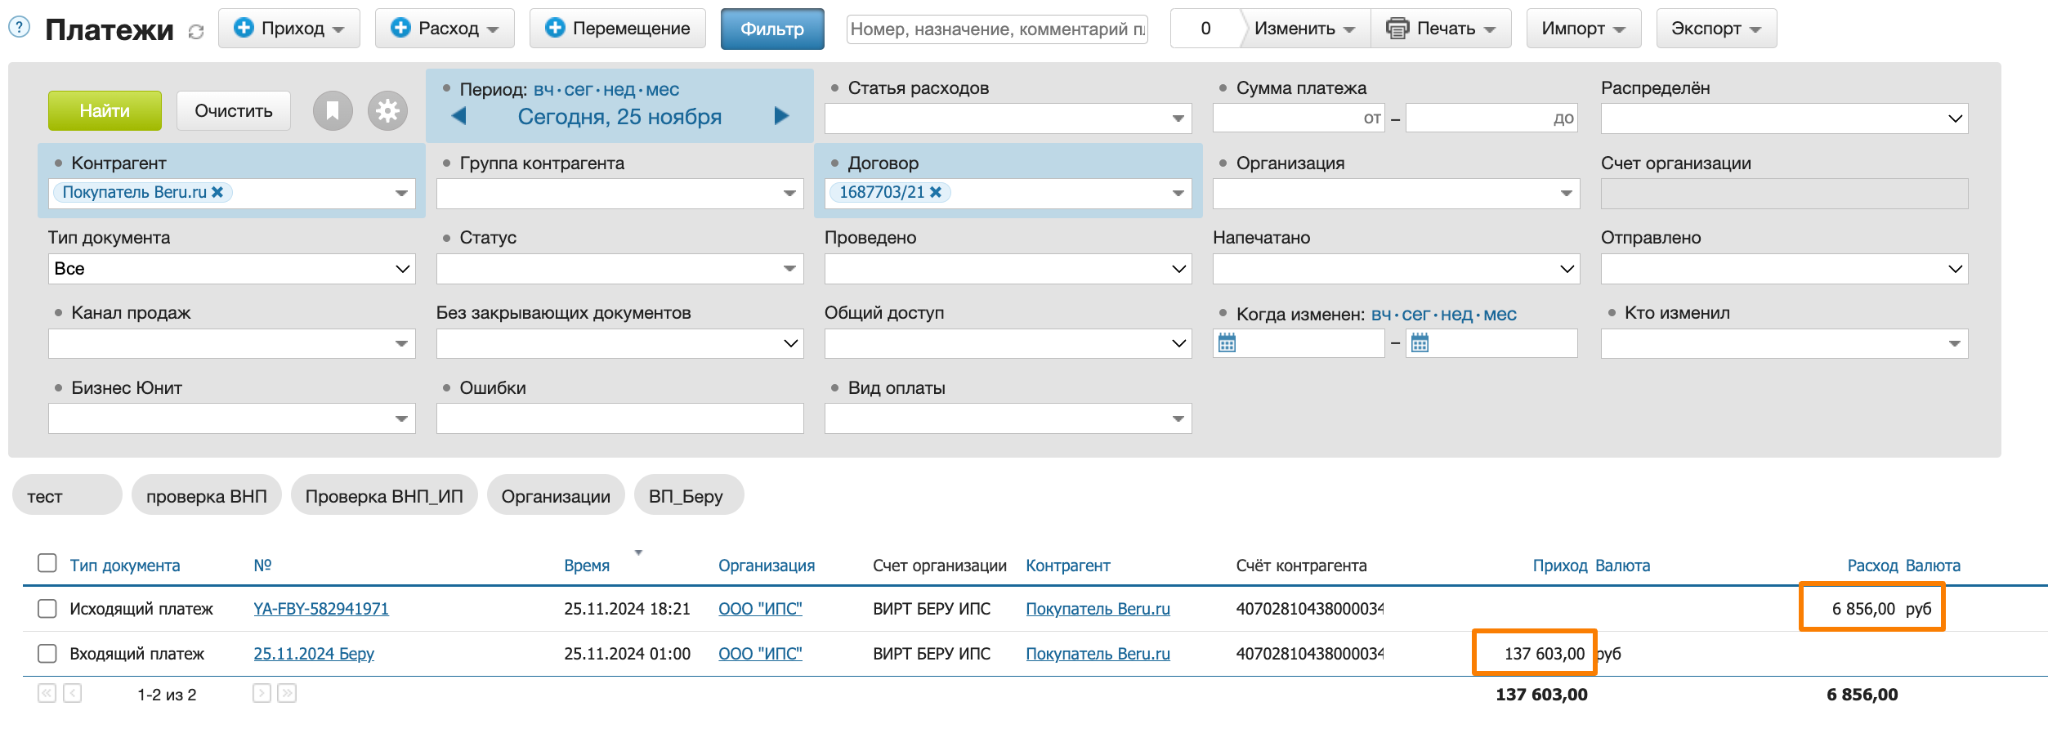 ? Платежи Приход Расход Перемещение Фильтр Номер, назначение, комментарий пл 0 Изменить Печать Импорт Экспорт
Найти Очистить
Период: вч·сег·нед·мес
Сегодня, 25 ноября
Статья расходов
Сумма платежа
от – до
Распределён
Контрагент
Покупатель Beru.ru ✖
Группа контрагента
Договор
1687703/21 ✖
Организация
Счет организации
Тип документа
Все
Статус
Проведено
Напечатано
Отправлено
Канал продаж
Без закрывающих документов
Общий доступ
Когда изменен: вч·сег·нед·мес
–
Кто изменил
Бизнес Юнит
Ошибки
Вид оплаты
тест проверка ВНП Проверка ВНП_ИП Организации ВП_Беру
Тип документа № Время Организация Счет организации Контрагент Счёт контрагента Приход Валюта Расход Валюта
Исходящий платеж YA-FBY-582941971 25.11.2024 18:21 ООО "ИПС" ВИРТ БЕРУ ИПС Покупатель Beru.ru 40702810438000034 6 856,00 руб
Входящий платеж 25.11.2024 Беру 25.11.2024 01:00 ООО "ИПС" ВИРТ БЕРУ ИПС Покупатель Beru.ru 40702810438000034 137 603,00 руб
1-2 из 2 137 603,00 6 856,00